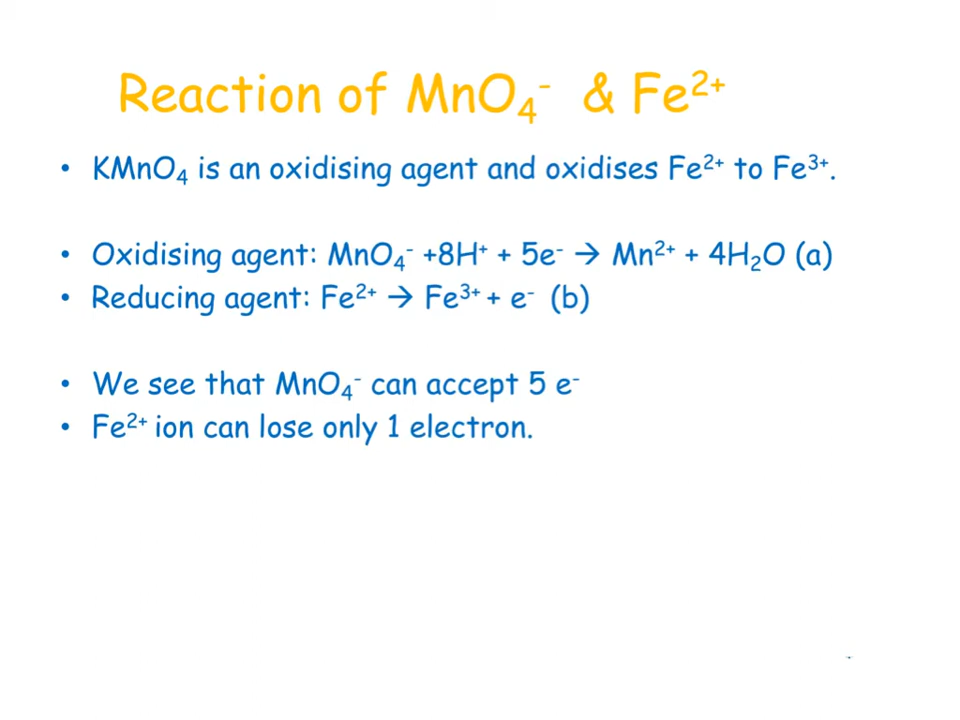 Reaction of MnO₄⁻ & Fe²⁺
• KMnO₄ is an oxidising agent and oxidises Fe²⁺ to Fe³⁺.
• Oxidising agent: MnO₄⁻ +8H⁺ + 5e⁻ → Mn²⁺ + 4H₂O (a)
• Reducing agent: Fe²⁺ → Fe³⁺ + e⁻ (b)
• We see that MnO₄⁻ can accept 5 e⁻
• Fe²⁺ ion can lose only 1 electron.